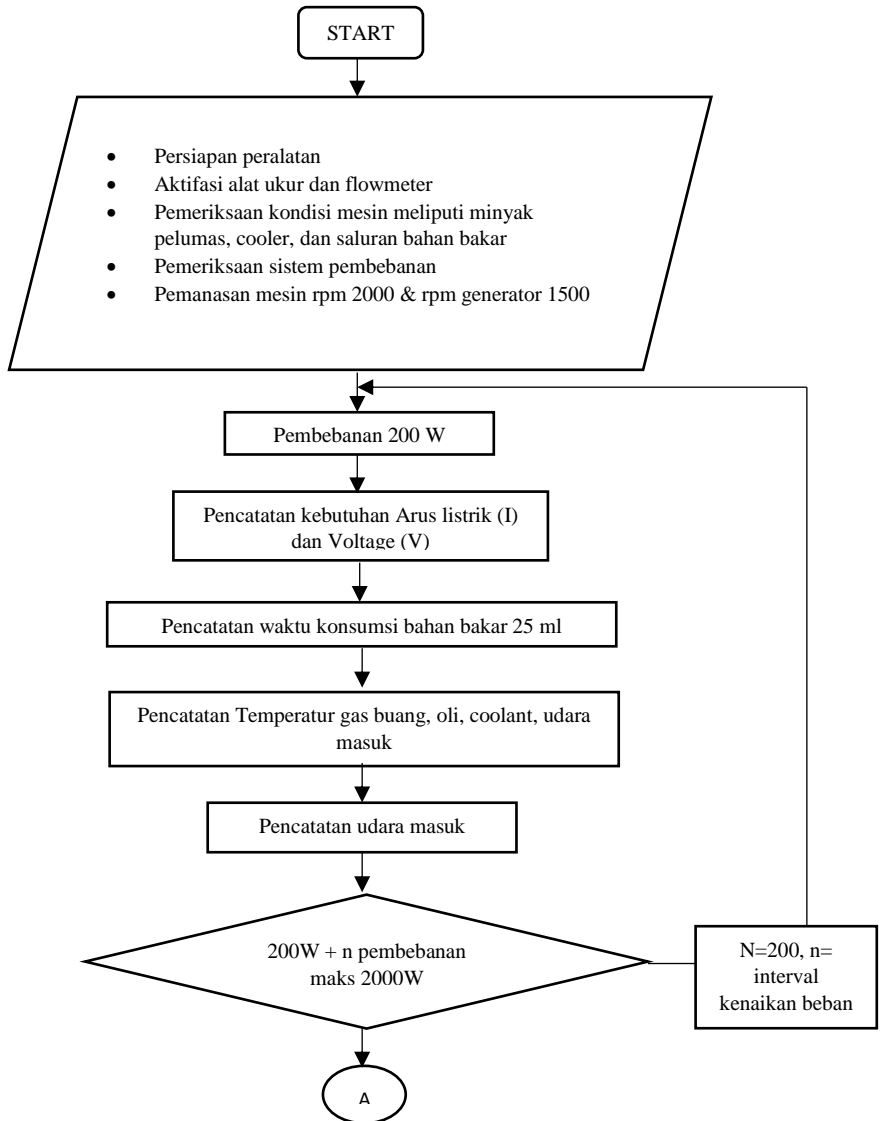 START
• Persiapan peralatan
• Aktifasi alat ukur dan flowmeter
• Pemeriksaan kondisi mesin meliputi minyak
pelumas, cooler, dan saluran bahan bakar
• Pemeriksaan sistem pembebanan
• Pemanasan mesin rpm 2000 & rpm generator 1500
Pembebanan 200 W
Pencatatan kebutuhan Arus listrik (I)
dan Voltage (V)
Pencatatan waktu konsumsi bahan bakar 25 ml
Pencatatan Temperatur gas buang, oli, coolant, udara
masuk
Pencatatan udara masuk
200W + n pembebanan
maks 2000W
N=200, n=
interval
kenaikan beban
A